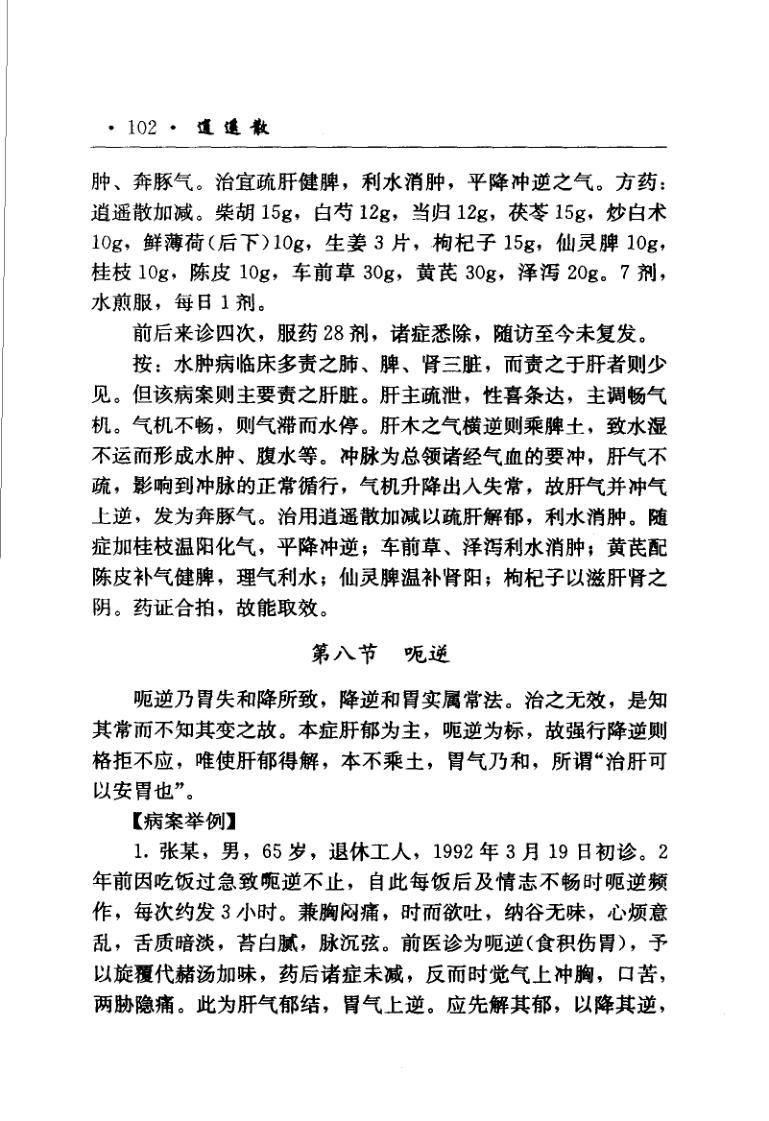 · 102 · 逍遥散
肿、奔豚气。治宜疏肝健脾，利水消肿，平降冲逆之气。方药：
逍遥散加减。柴胡 15g，白芍 12g，当归 12g，茯苓 15g，炒白术
10g，鲜薄荷(后下)10g，生姜 3 片，枸杞子 15g，仙灵脾 10g，
桂枝 10g，陈皮 10g，车前草 30g，黄芪 30g，泽泻 20g。7 剂，
水煎服，每日 1 剂。
前后来诊四次，服药 28 剂，诸症悉除，随访至今未复发。
按：水肿病临床多责之肺、脾、肾三脏，而责之于肝者则少
见。但该病案则主要责之肝脏。肝主疏泄，性喜条达，主调畅气
机。气机不畅，则气滞而水停。肝木之气横逆则乘脾土，致水湿
不运而形成水肿、腹水等。冲脉为总领诸经气血的要冲，肝气不
疏，影响到冲脉的正常循行，气机升降出入失常，故肝气并冲气
上逆，发为奔豚气。治用逍遥散加减以疏肝解郁，利水消肿。随
症加桂枝温阳化气，平降冲逆；车前草、泽泻利水消肿；黄芪配
陈皮补气健脾，理气利水；仙灵脾温补肾阳；枸杞子以滋肝肾之
阴。药证合拍，故能取效。
第八节 呃逆
呃逆乃胃失和降所致，降逆和胃实属常法。治之无效，是知
其常而不知其变之故。本症肝郁为主，呃逆为标，故强行降逆则
格拒不应，唯使肝郁得解，本不乘土，胃气乃和，所谓“治肝可
以安胃也”。
【病案举例】
1. 张某，男，65 岁，退休工人，1992 年 3 月 19 日初诊。2
年前因吃饭过急致呃逆不止，自此每饭后及情志不畅时呃逆频
作，每次约发 3 小时。兼胸闷痛，时而欲吐，纳谷无味，心烦意
乱，舌质暗淡，苔白腻，脉沉弦。前医诊为呃逆(食积伤胃)，予
以旋覆代赭汤加味，药后诸症未减，反而时觉气上冲胸，口苦，
两胁隐痛。此为肝气郁结，胃气上逆。应先解其郁，以降其逆，